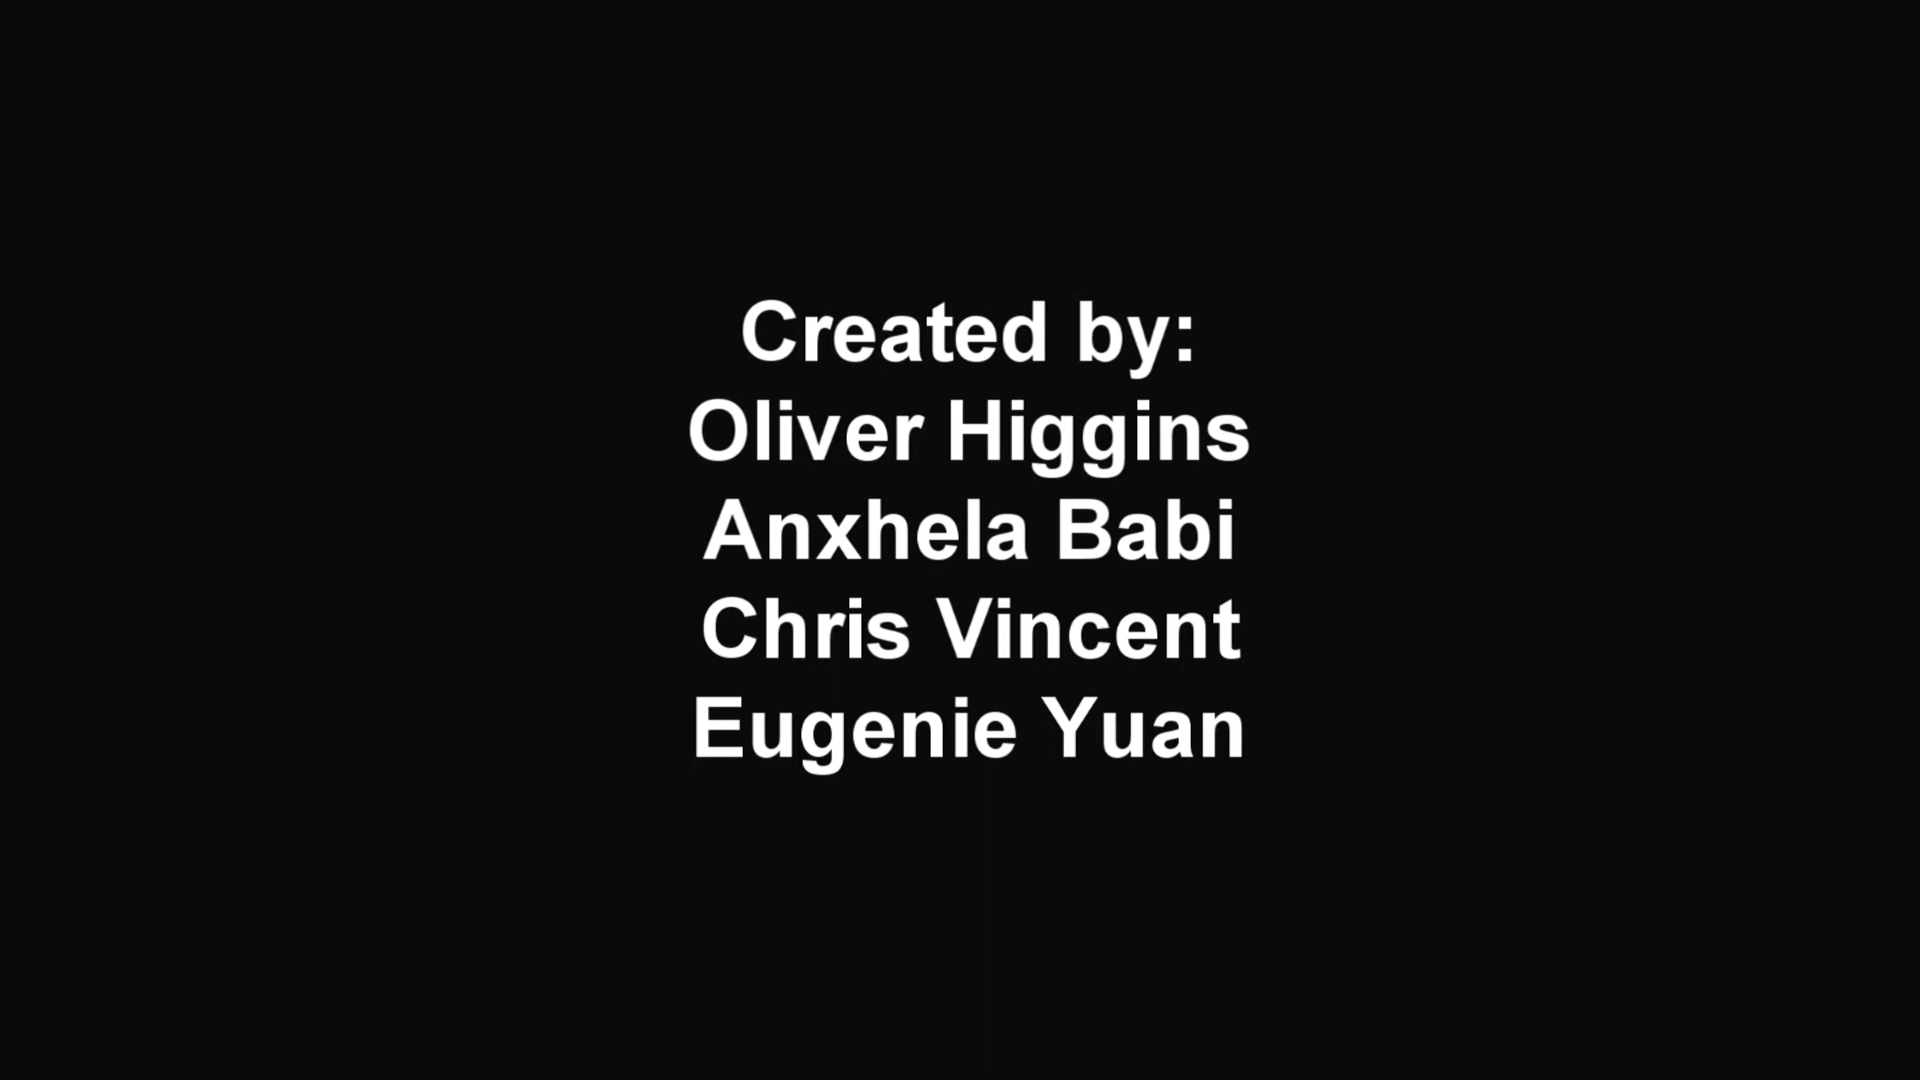 Created by:
Oliver Higgins
Anxhela Babi
Chris Vincent
Eugenie Yuan